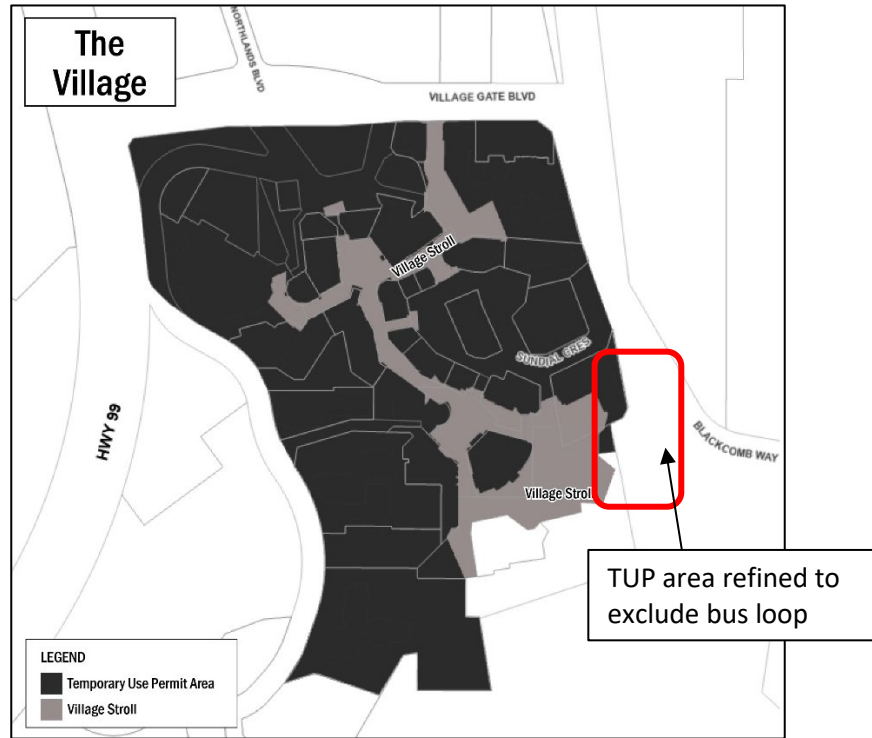 The
Village
NORTHLANDS BLVD
VILLAGE GATE BLVD
Village Stroll
SUNDIAL CRES
HWY 99
BLACKCOMB WAY
Village Stroll
TUP area refined to
exclude bus loop
LEGEND
Temporary Use Permit Area
Village Stroll